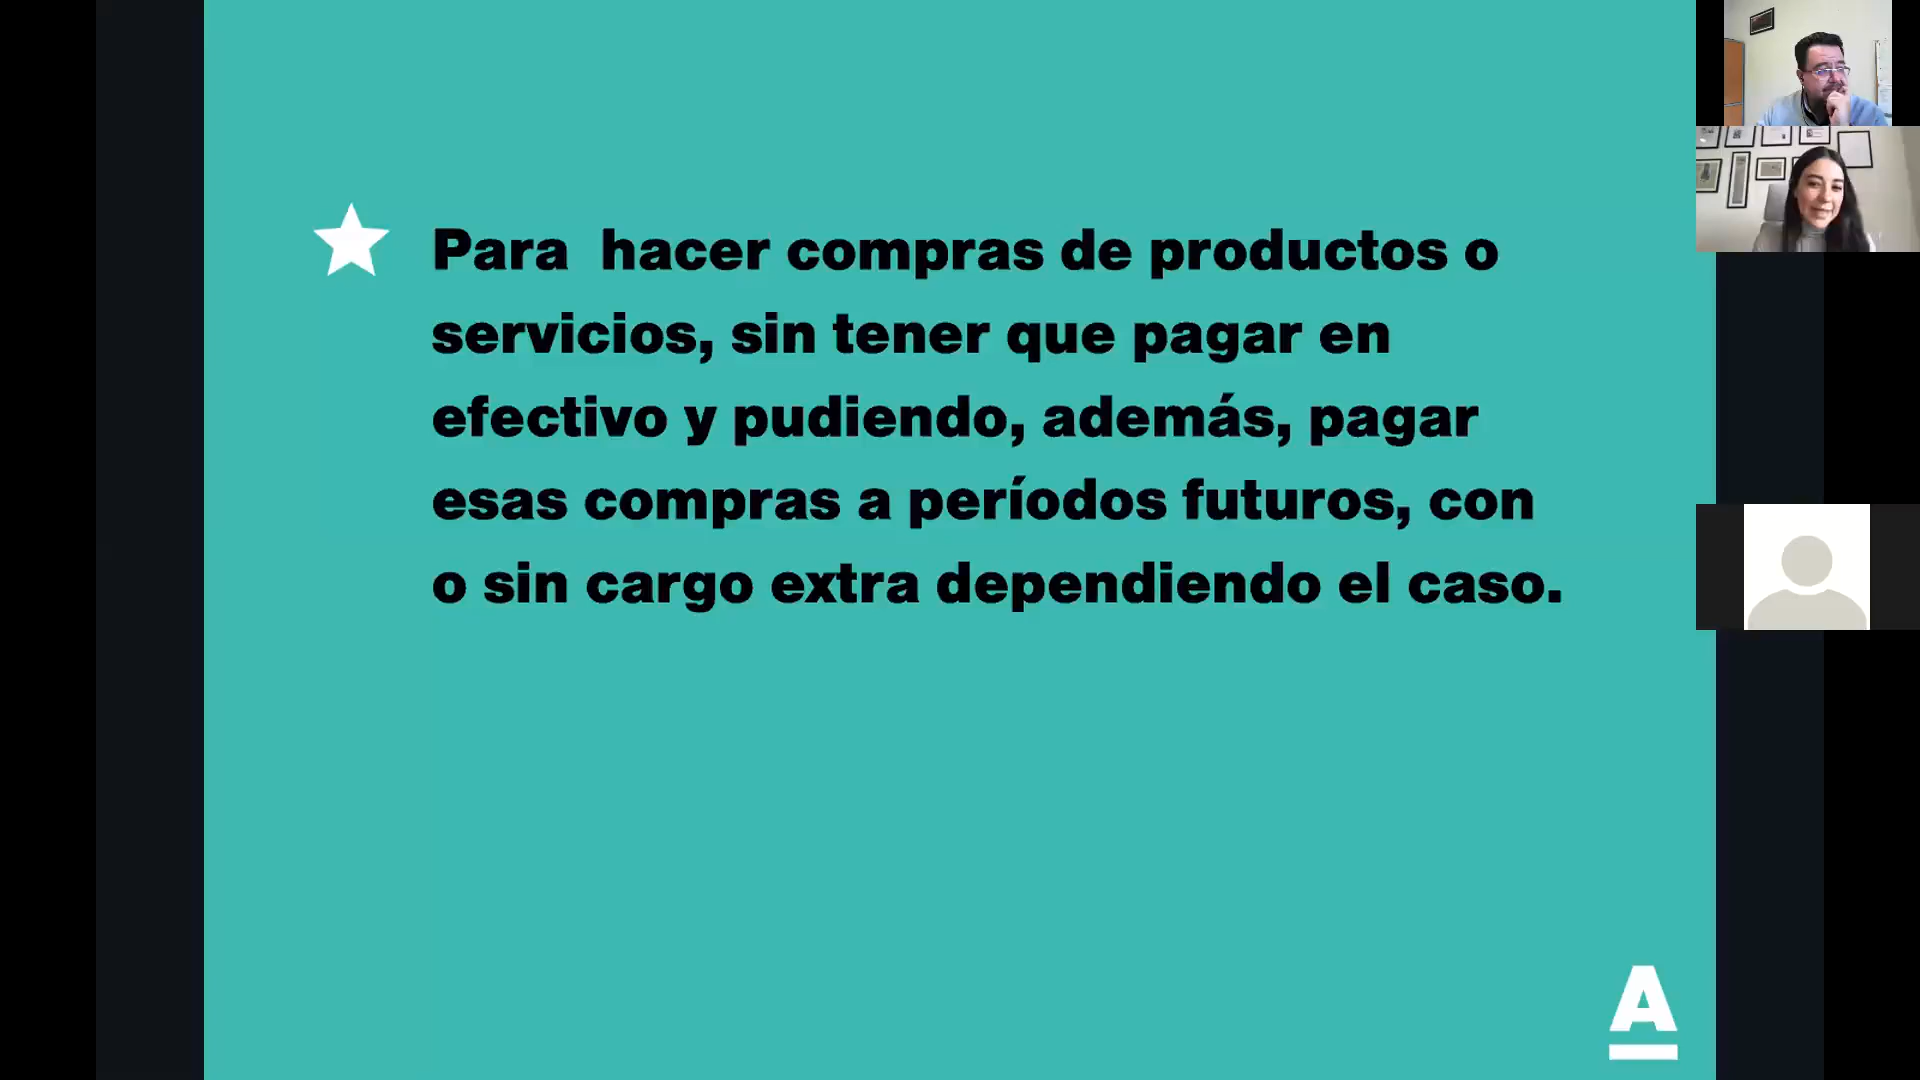 Para  hacer compras de productos o
servicios, sin tener que pagar en
efectivo y pudiendo, además, pagar
esas compras a períodos futuros, con
o sin cargo extra dependiendo el caso.
A